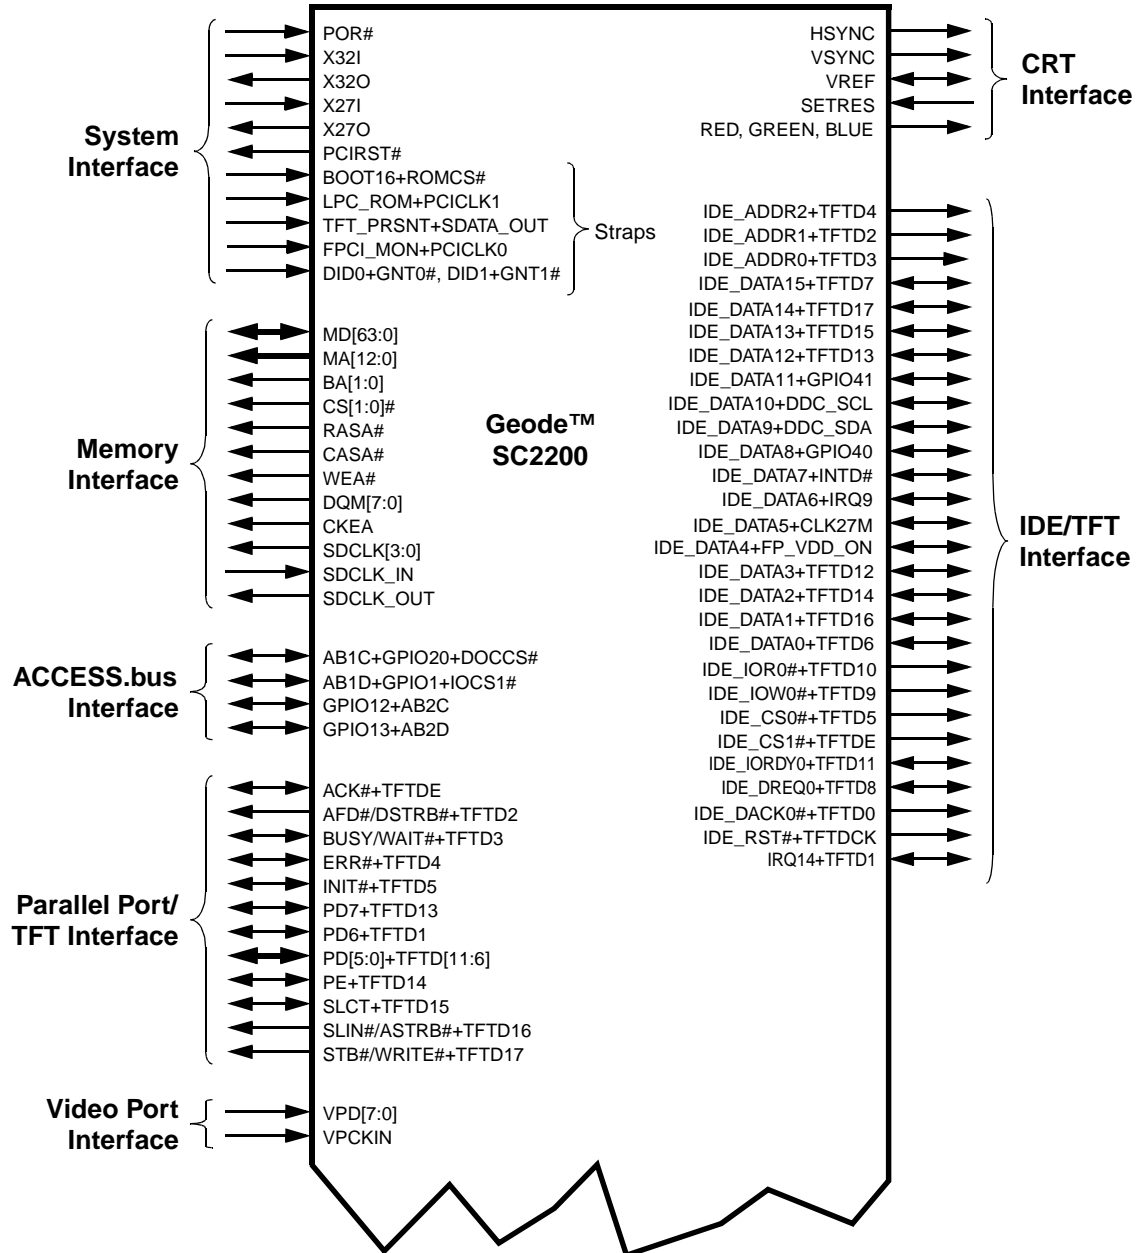 System
Interface
POR#
X32I
X32O
X27I
X27O
PCIRST#
BOOT16+ROMCS#
LPC_ROM+PCICLK1
TFT_PRSNT+SDATA_OUT
FPCI_MON+PCICLK0
DID0+GNT0#, DID1+GNT1#
Straps
Memory
Interface
MD[63:0]
MA[12:0]
BA[1:0]
CS[1:0]#
RASA#
CASA#
WEA#
DQM[7:0]
CKEA
SDCLK[3:0]
SDCLK_IN
SDCLK_OUT
ACCESS.bus
Interface
AB1C+GPIO20+DOCCS#
AB1D+GPIO1+IOCS1#
GPIO12+AB2C
GPIO13+AB2D
Parallel Port/
TFT Interface
ACK#+TFTDE
AFD#/DSTRB#+TFTD2
BUSY/WAIT#+TFTD3
ERR#+TFTD4
INIT#+TFTD5
PD7+TFTD13
PD6+TFTD1
PD[5:0]+TFTD[11:6]
PE+TFTD14
SLCT+TFTD15
SLIN#/ASTRB#+TFTD16
STB#/WRITE#+TFTD17
Video Port
Interface
VPD[7:0]
VPCKIN
Geode™
SC2200
HSYNC
VSYNC
VREF
SETRES
RED, GREEN, BLUE
CRT
Interface
IDE_ADDR2+TFTD4
IDE_ADDR1+TFTD2
IDE_ADDR0+TFTD3
IDE_DATA15+TFTD7
IDE_DATA14+TFTD17
IDE_DATA13+TFTD15
IDE_DATA12+TFTD13
IDE_DATA11+GPIO41
IDE_DATA10+DDC_SCL
IDE_DATA9+DDC_SDA
IDE_DATA8+GPIO40
IDE_DATA7+INTD#
IDE_DATA6+IRQ9
IDE_DATA5+CLK27M
IDE_DATA4+FP_VDD_ON
IDE_DATA3+TFTD12
IDE_DATA2+TFTD14
IDE_DATA1+TFTD16
IDE_DATA0+TFTD6
IDE_IOR0#+TFTD10
IDE_IOW0#+TFTD9
IDE_CS0#+TFTD5
IDE_CS1#+TFTDE
IDE_IORDY0+TFTD11
IDE_DREQ0+TFTD8
IDE_DACK0#+TFTD0
IDE_RST#+TFTDCK
IRQ14+TFTD1
IDE/TFT
Interface